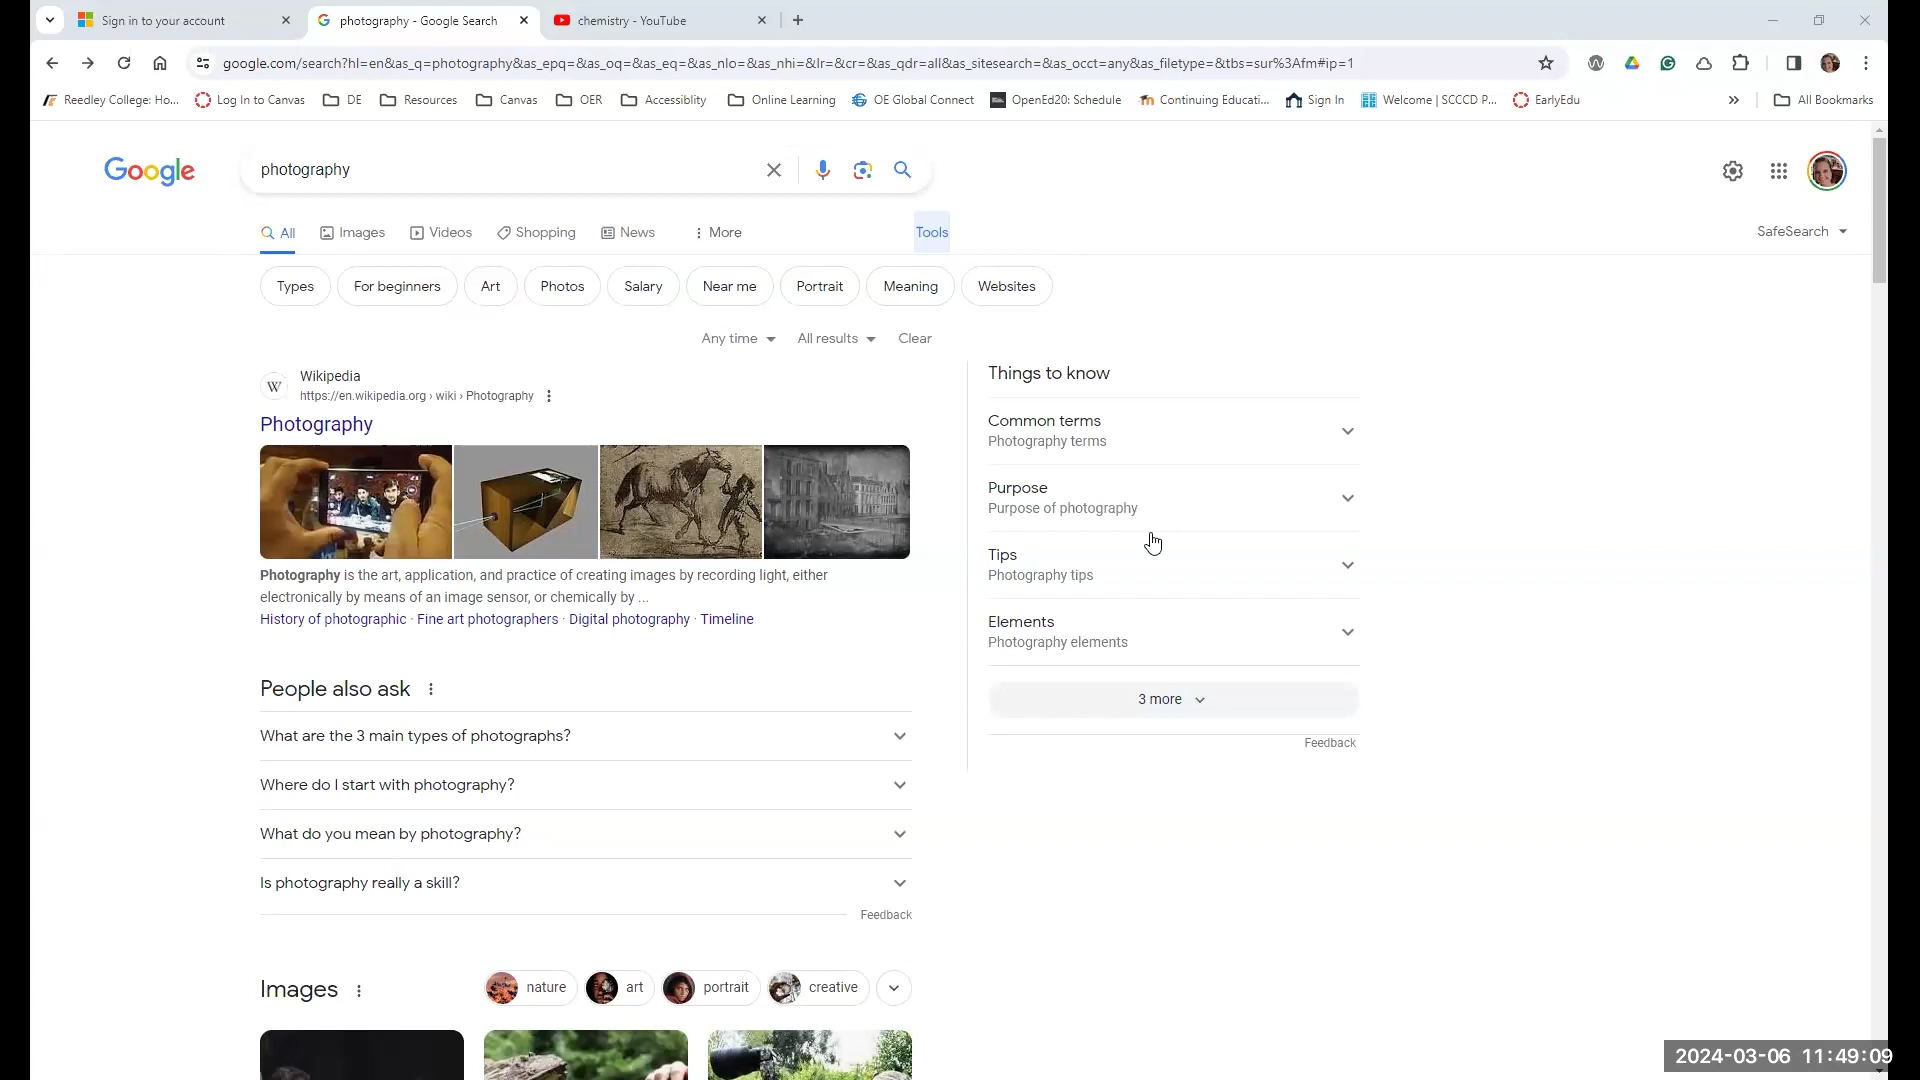 Sign in to your account
photography - Google Search
chemistry - YouTube
google.com/search?hl=en&as_q=photography&as_epq=&as_oq=&as_eq=&as_nlo=&as_nhi=&lr=&cr=&as_qdr=all&as_sitesearch=&as_occt=any&as_filetype=&tbs=sur%3Afm#ip=1
Reedley College: Ho...
Log In to Canvas
DE
Resources
Canvas
OER
Accessiblity
Online Learning
OE Global Connect
OpenEd20: Schedule
Continuing Educati...
Sign In
Welcome | SCCCD P...
EarlyEdu
»
All Bookmarks
Google
photography
All
Images
Videos
Shopping
News
More
Tools
SafeSearch
Types
For beginners
Art
Photos
Salary
Near me
Portrait
Meaning
Websites
Any time
All results
Clear
W
Wikipedia
https://en.wikipedia.org › wiki › Photography
Photography
Photography is the art, application, and practice of creating images by recording light, either
electronically by means of an image sensor, or chemically by ...
History of photographic · Fine art photographers · Digital photography · Timeline
People also ask
What are the 3 main types of photographs?
Where do I start with photography?
What do you mean by photography?
Is photography really a skill?
Feedback
Images
nature
art
portrait
creative
Things to know
Common terms
Photography terms
Purpose
Purpose of photography
Tips
Photography tips
Elements
Photography elements
3 more
Feedback
2024-03-06 11:49:09